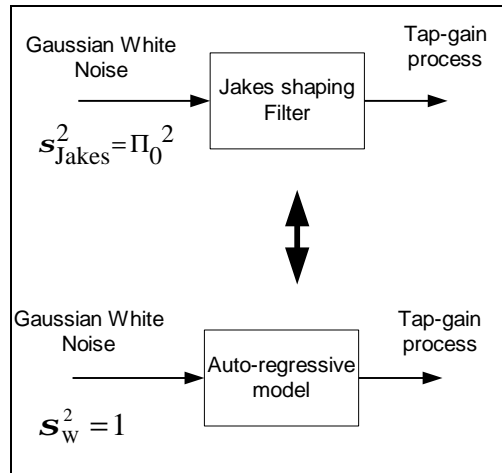 Gaussian White
Noise
Jakes shaping
Filter
Tap-gain
process
s²Jakes = Π₀²
Gaussian White
Noise
Auto-regressive
model
Tap-gain
process
s²w = 1